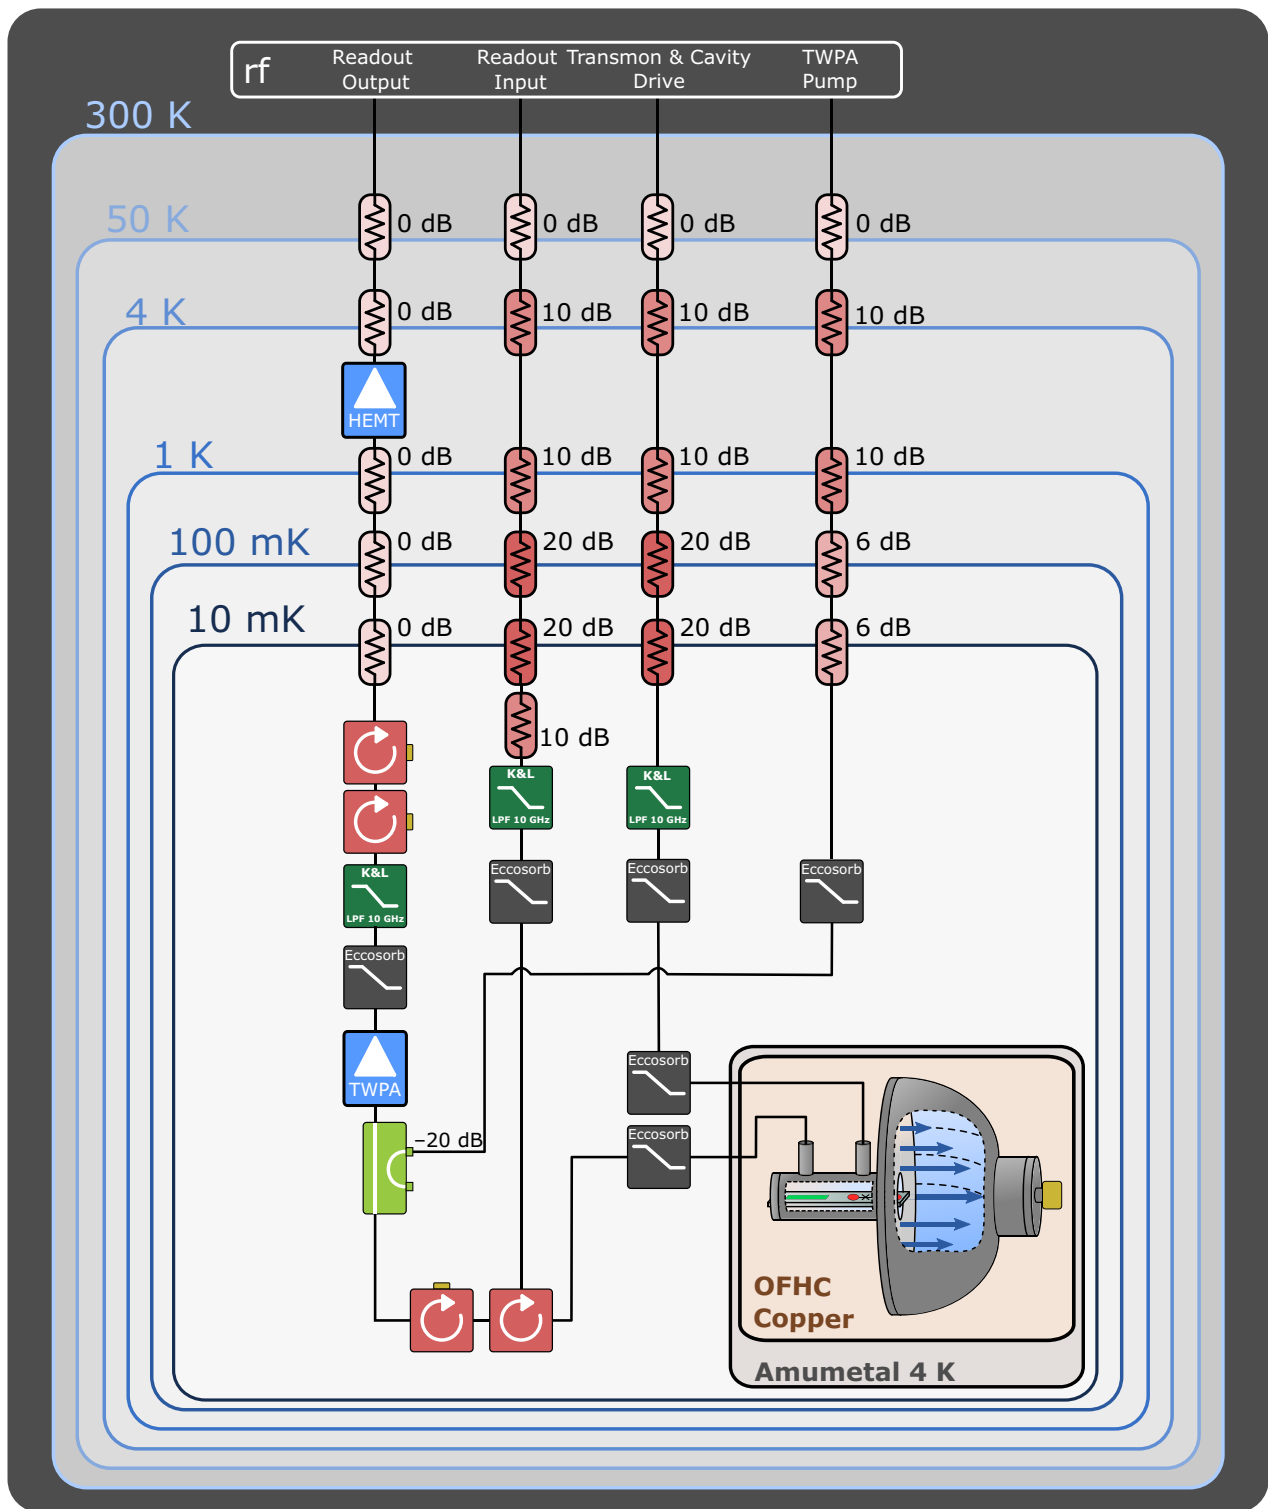 rf
Readout Output
Readout Input
Transmon & Cavity Drive
TWPA Pump
300 K
50 K
0 dB
0 dB
0 dB
0 dB
4 K
0 dB
10 dB
10 dB
10 dB
HEMT
1 K
0 dB
10 dB
10 dB
10 dB
100 mK
0 dB
20 dB
20 dB
6 dB
10 mK
0 dB
20 dB
20 dB
6 dB
10 dB
K&L
LPF 10 GHz
K&L
LPF 10 GHz
K&L
LPF 10 GHz
Eccosorb
Eccosorb
Eccosorb
Eccosorb
TWPA
–20 dB
Eccosorb
Eccosorb
OFHC
Copper
Amumetal 4 K